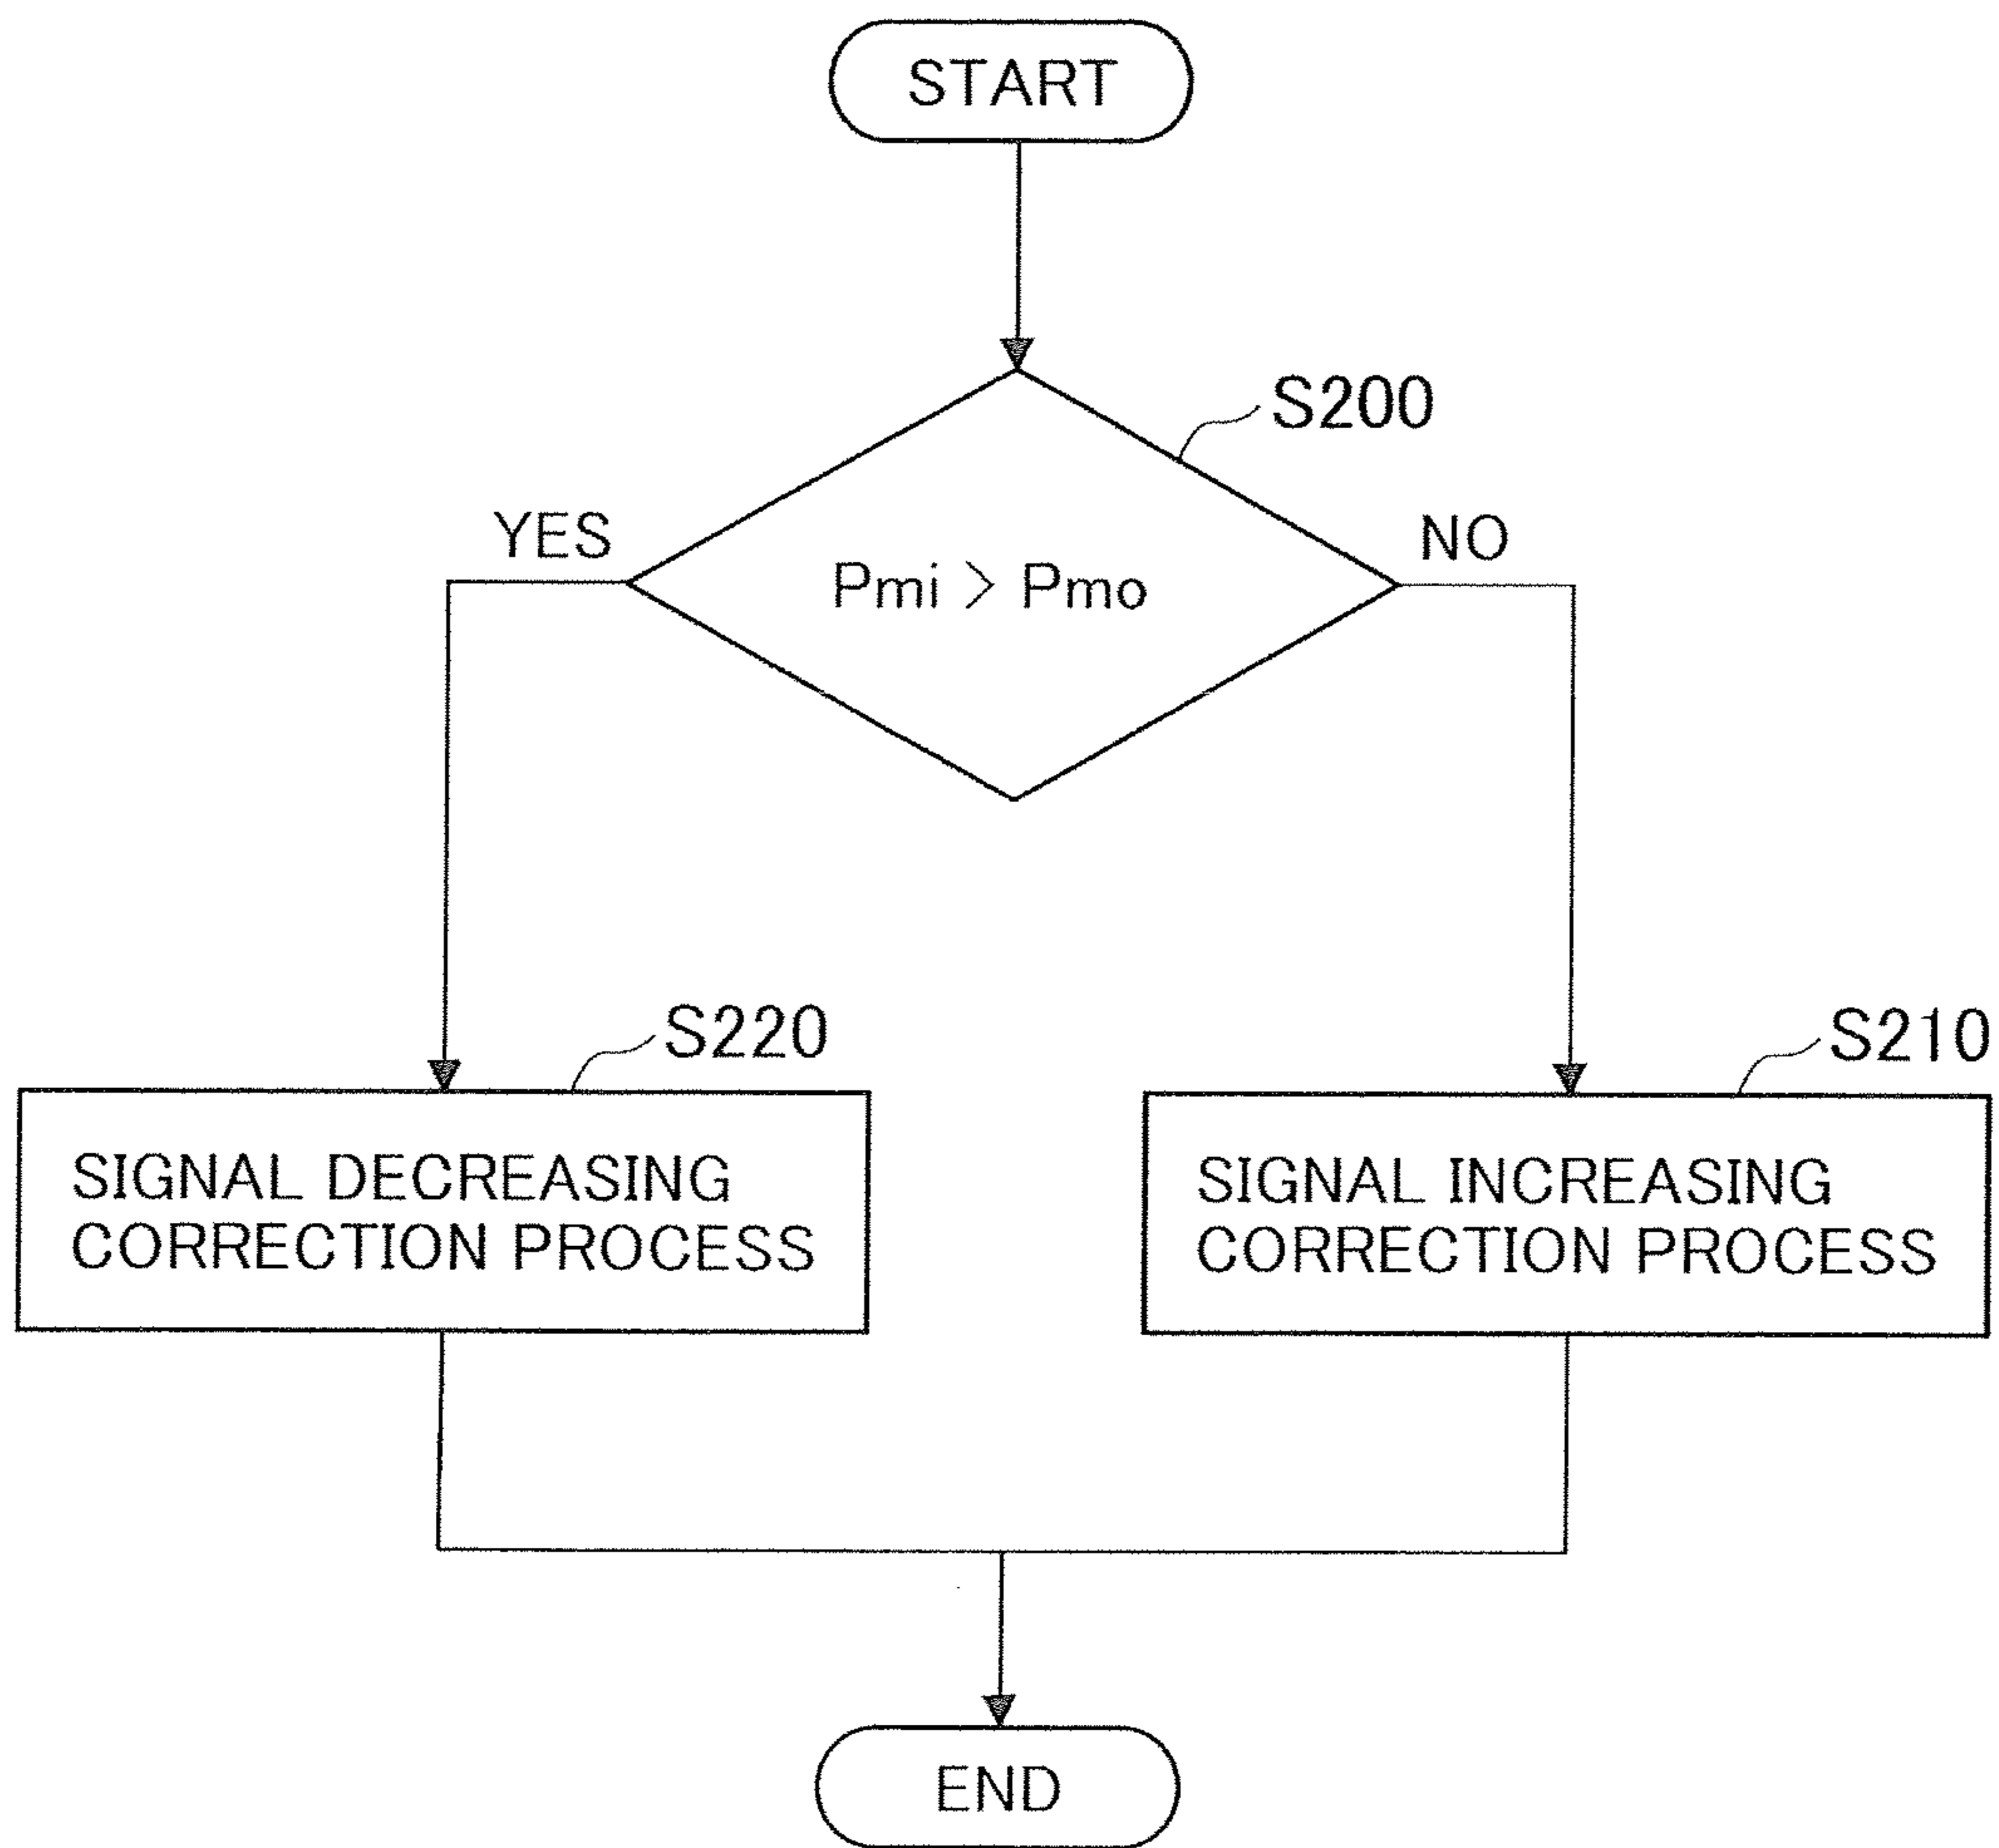 START
S200
YES
NO
Pmi > Pmo
S220
S210
SIGNAL DECREASING
CORRECTION PROCESS
SIGNAL INCREASING
CORRECTION PROCESS
END